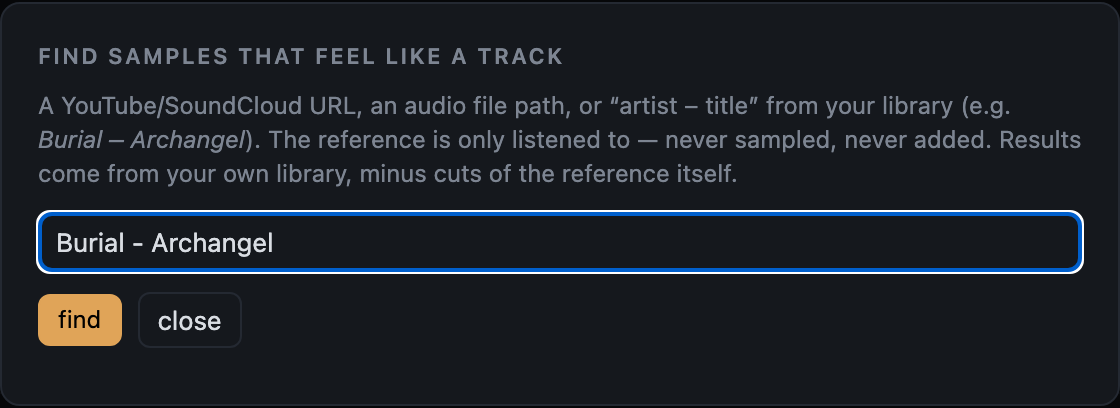 FIND SAMPLES THAT FEEL LIKE A TRACK
A YouTube/SoundCloud URL, an audio file path, or “artist – title” from your library (e.g.
Burial – Archangel). The reference is only listened to — never sampled, never added. Results
come from your own library, minus cuts of the reference itself.
Burial - Archangel
find close